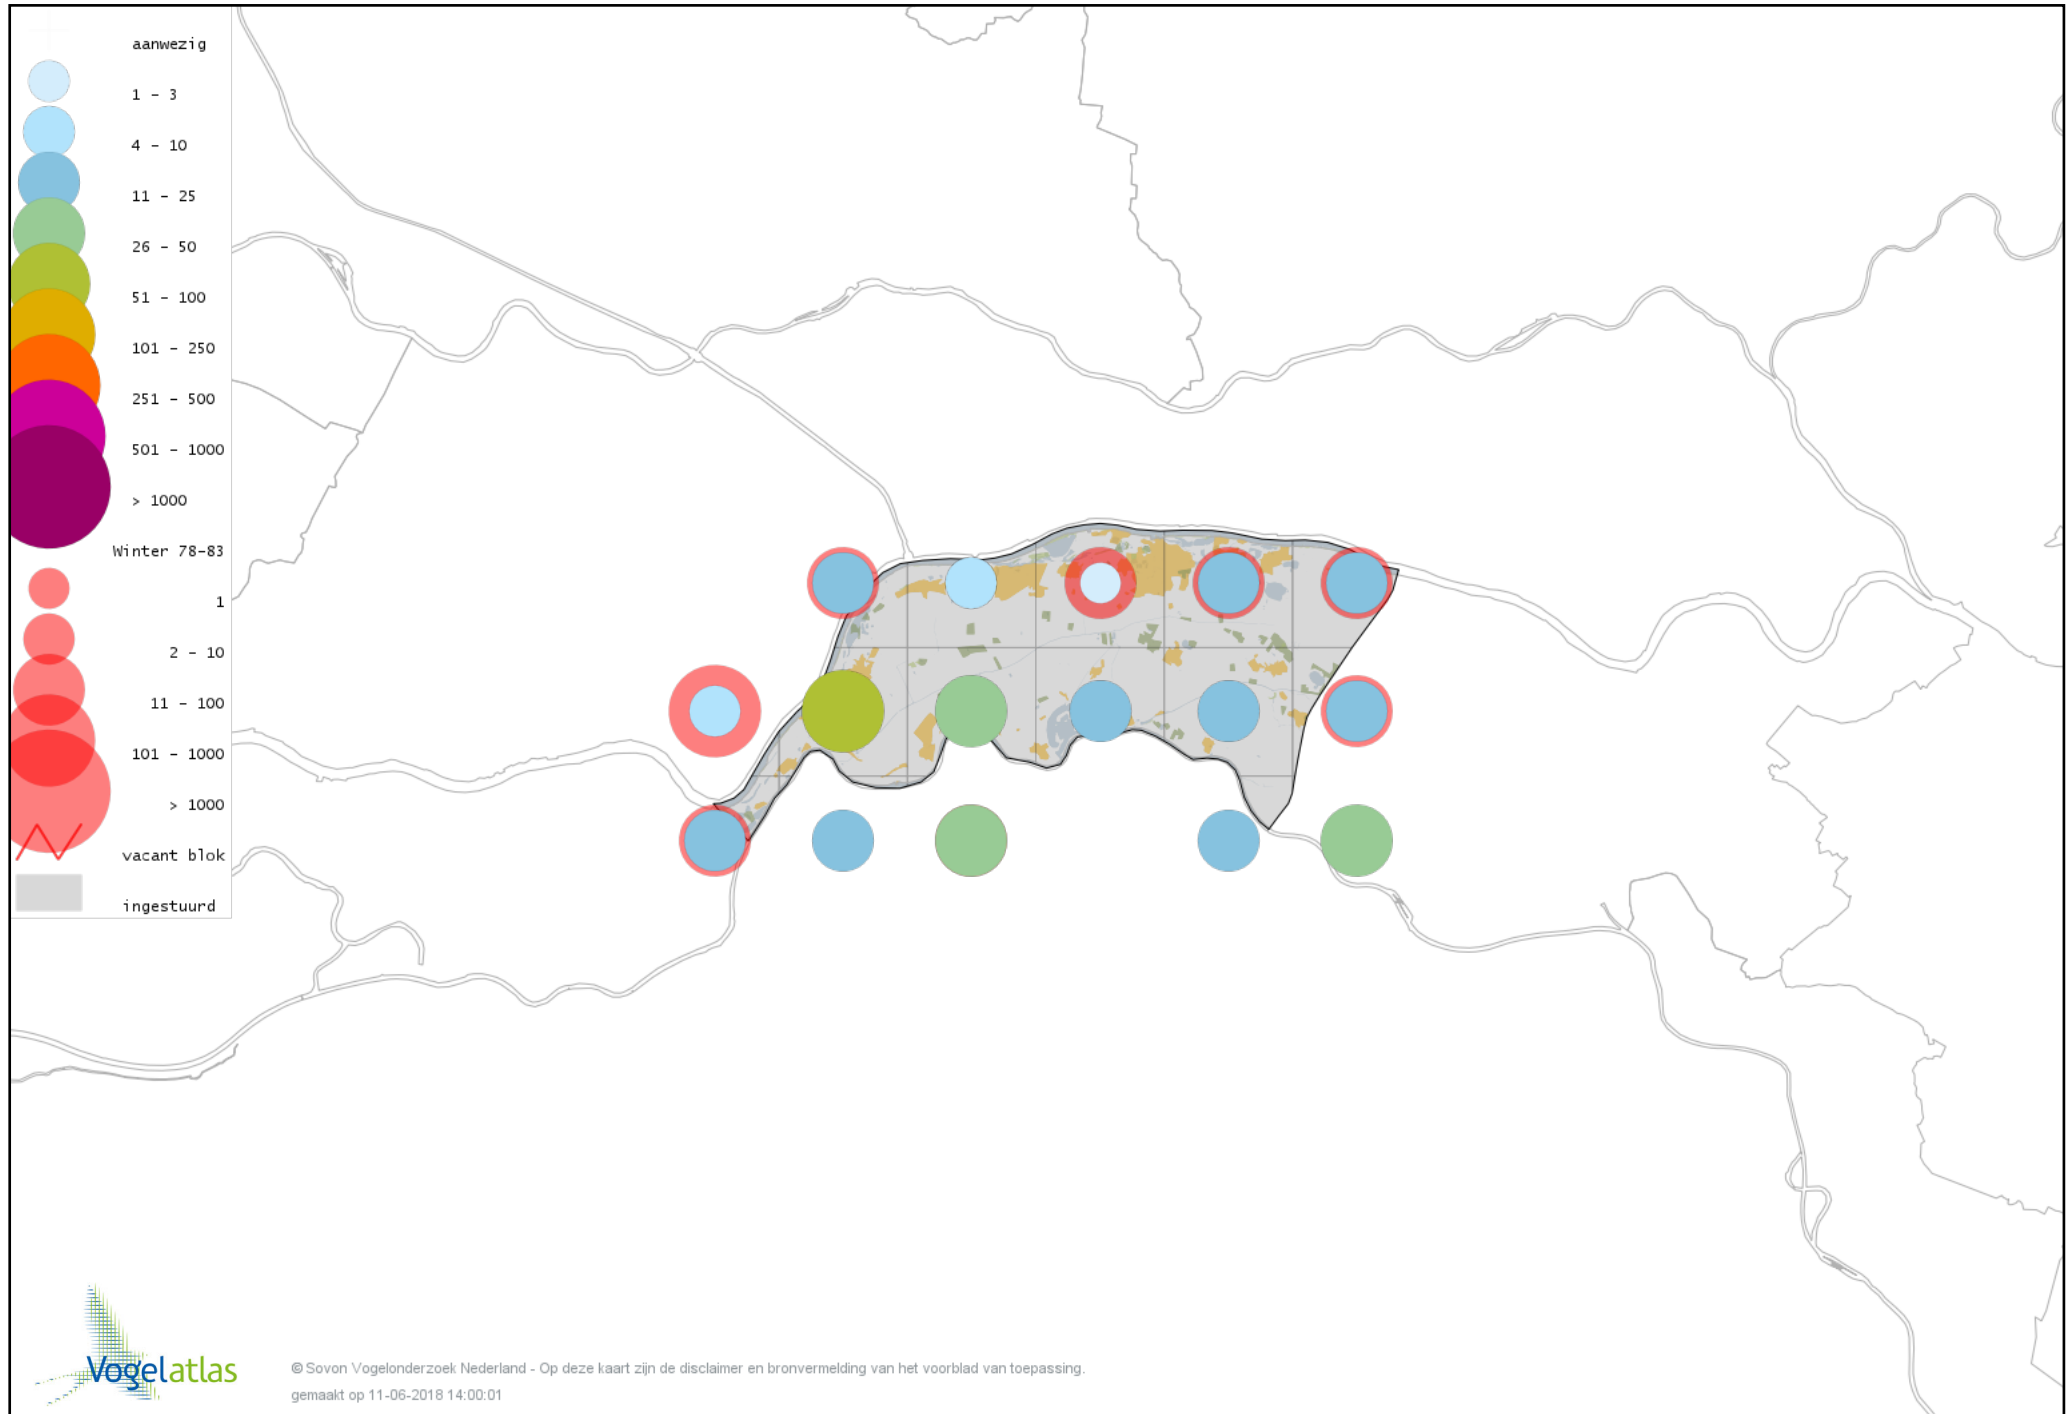 aanwezig
1 - 3
4 - 10
11 - 25
26 - 50
51 - 100
101 - 250
251 - 500
501 - 1000
> 1000
Winter 78-83
1
2 - 10
11 - 100
101 - 1000
> 1000
vacant blok
ingestuurd
Vogelatlas
© Sovon Vogelonderzoek Nederland - Op deze kaart zijn de disclaimer en bronvermelding van het voorblad van toepassing.
gemaakt op 11-06-2018 14:00:01